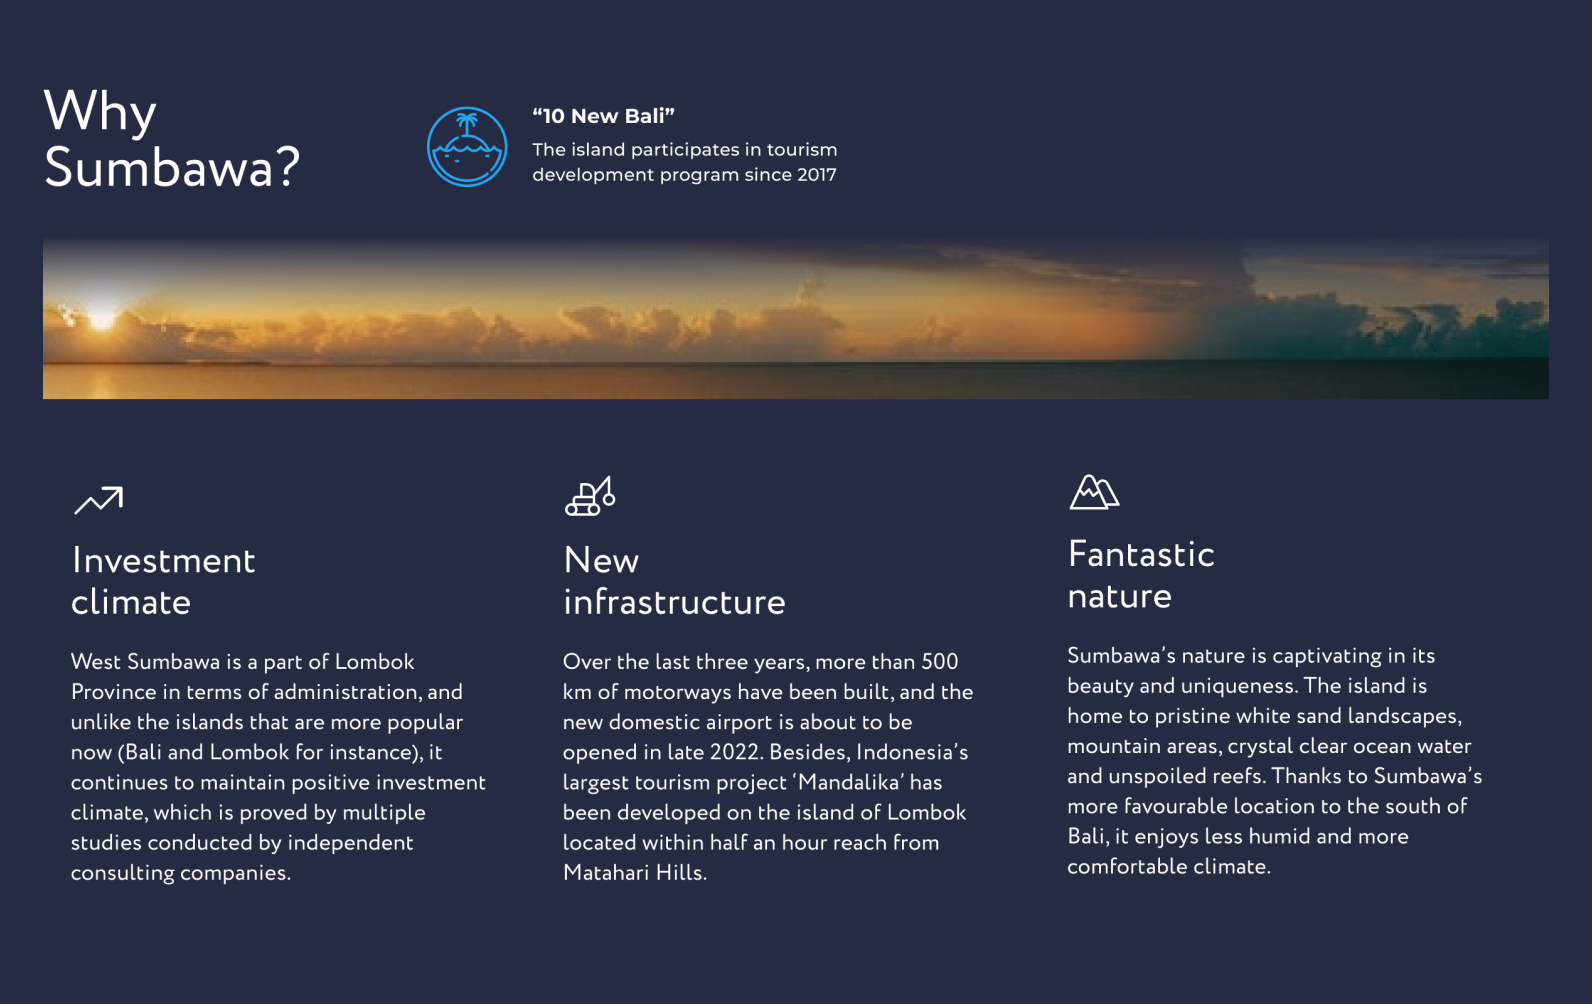 Why
Sumbawa?
“10 New Bali”
The island participates in tourism
development program since 2017
Investment
climate
West Sumbawa is a part of Lombok
Province in terms of administration, and
unlike the islands that are more popular
now (Bali and Lombok for instance), it
continues to maintain positive investment
climate, which is proved by multiple
studies conducted by independent
consulting companies.
New
infrastructure
Over the last three years, more than 500
km of motorways have been built, and the
new domestic airport is about to be
opened in late 2022. Besides, Indonesia’s
largest tourism project ‘Mandalika’ has
been developed on the island of Lombok
located within half an hour reach from
Matahari Hills.
Fantastic
nature
Sumbawa’s nature is captivating in its
beauty and uniqueness. The island is
home to pristine white sand landscapes,
mountain areas, crystal clear ocean water
and unspoiled reefs. Thanks to Sumbawa’s
more favourable location to the south of
Bali, it enjoys less humid and more
comfortable climate.